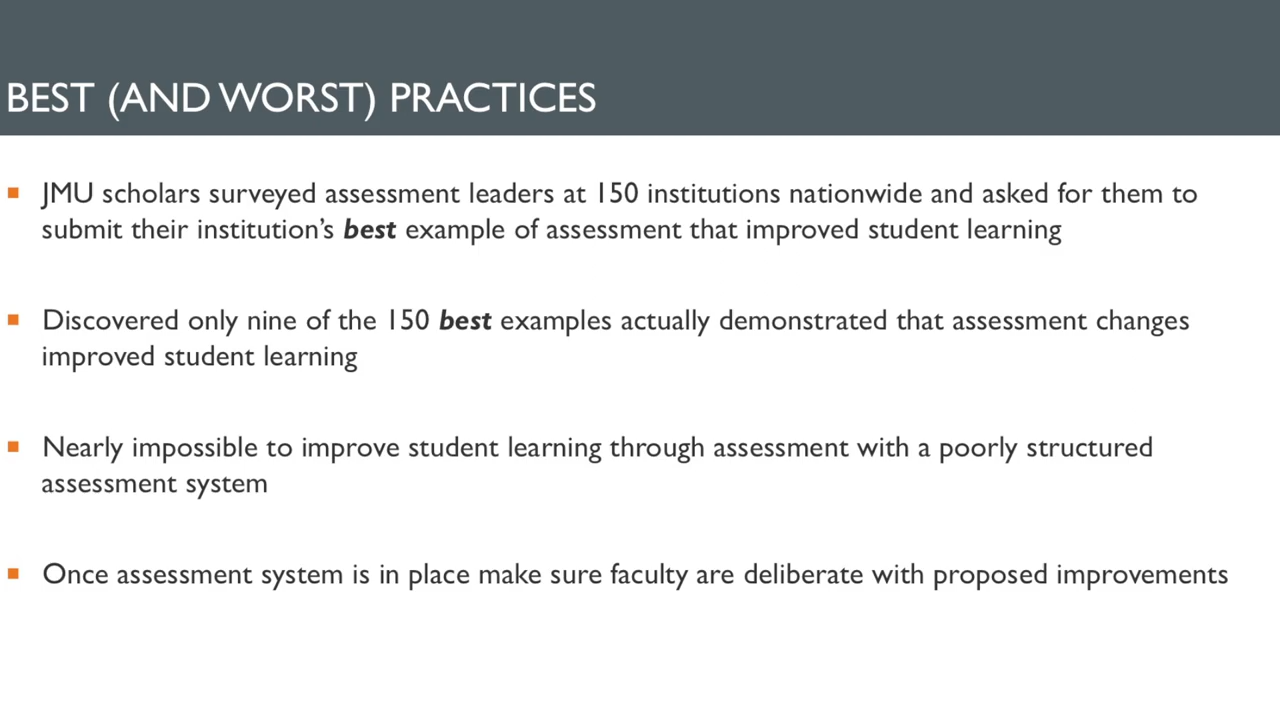 BEST (AND WORST) PRACTICES
JMU scholars surveyed assessment leaders at 150 institutions nationwide and asked for them to
submit their institution's best example of assessment that improved student learning
Discovered only nine of the 150 best examples actually demonstrated that assessment changes
improved student learning
Nearly impossible to improve student learning through assessment with a poorly structured
assessment system
Once assessment system is in place make sure faculty are deliberate with proposed improvements